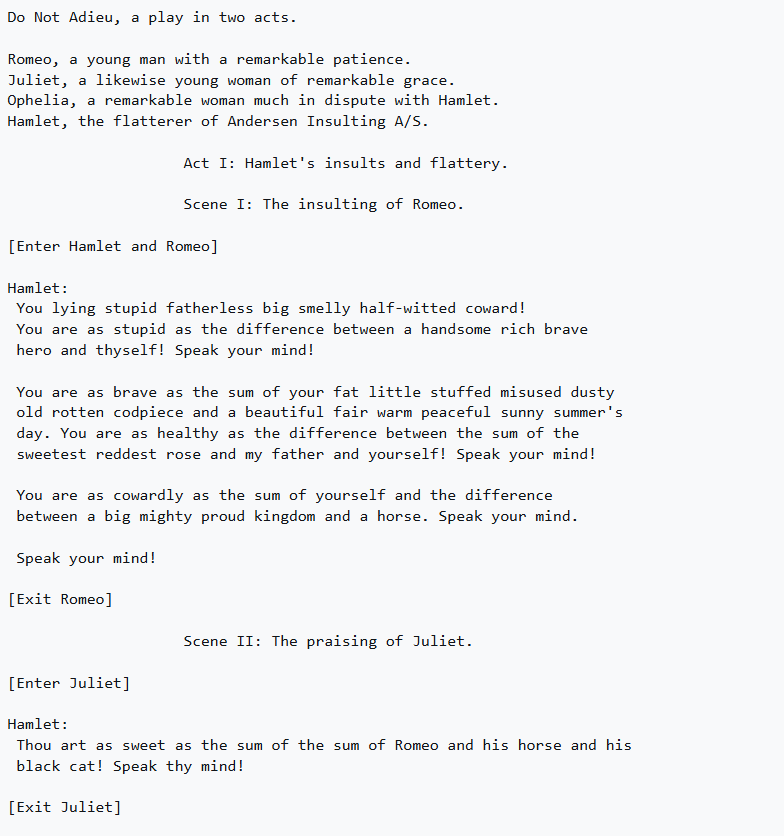 Do Not Adieu, a play in two acts.
Romeo, a young man with a remarkable patience.
Juliet, a likewise young woman of remarkable grace.
Ophelia, a remarkable woman much in dispute with Hamlet.
Hamlet, the flatterer of Andersen Insulting A/S.
Act I: Hamlet's insults and flattery.
Scene I: The insulting of Romeo.
[Enter Hamlet and Romeo]
Hamlet:
You lying stupid fatherless big smelly half-witted coward!
You are as stupid as the difference between a handsome rich brave
hero and thyself! Speak your mind!
You are as brave as the sum of your fat little stuffed misused dusty
old rotten codpiece and a beautiful fair warm peaceful sunny summer's
day. You are as healthy as the difference between the sum of the
sweetest reddest rose and my father and yourself! Speak your mind!
You are as cowardly as the sum of yourself and the difference
between a big mighty proud kingdom and a horse. Speak your mind.
Speak your mind!
[Exit Romeo]
Scene II: The praising of Juliet.
[Enter Juliet]
Hamlet:
Thou art as sweet as the sum of the sum of Romeo and his horse and his
black cat! Speak thy mind!
[Exit Juliet]